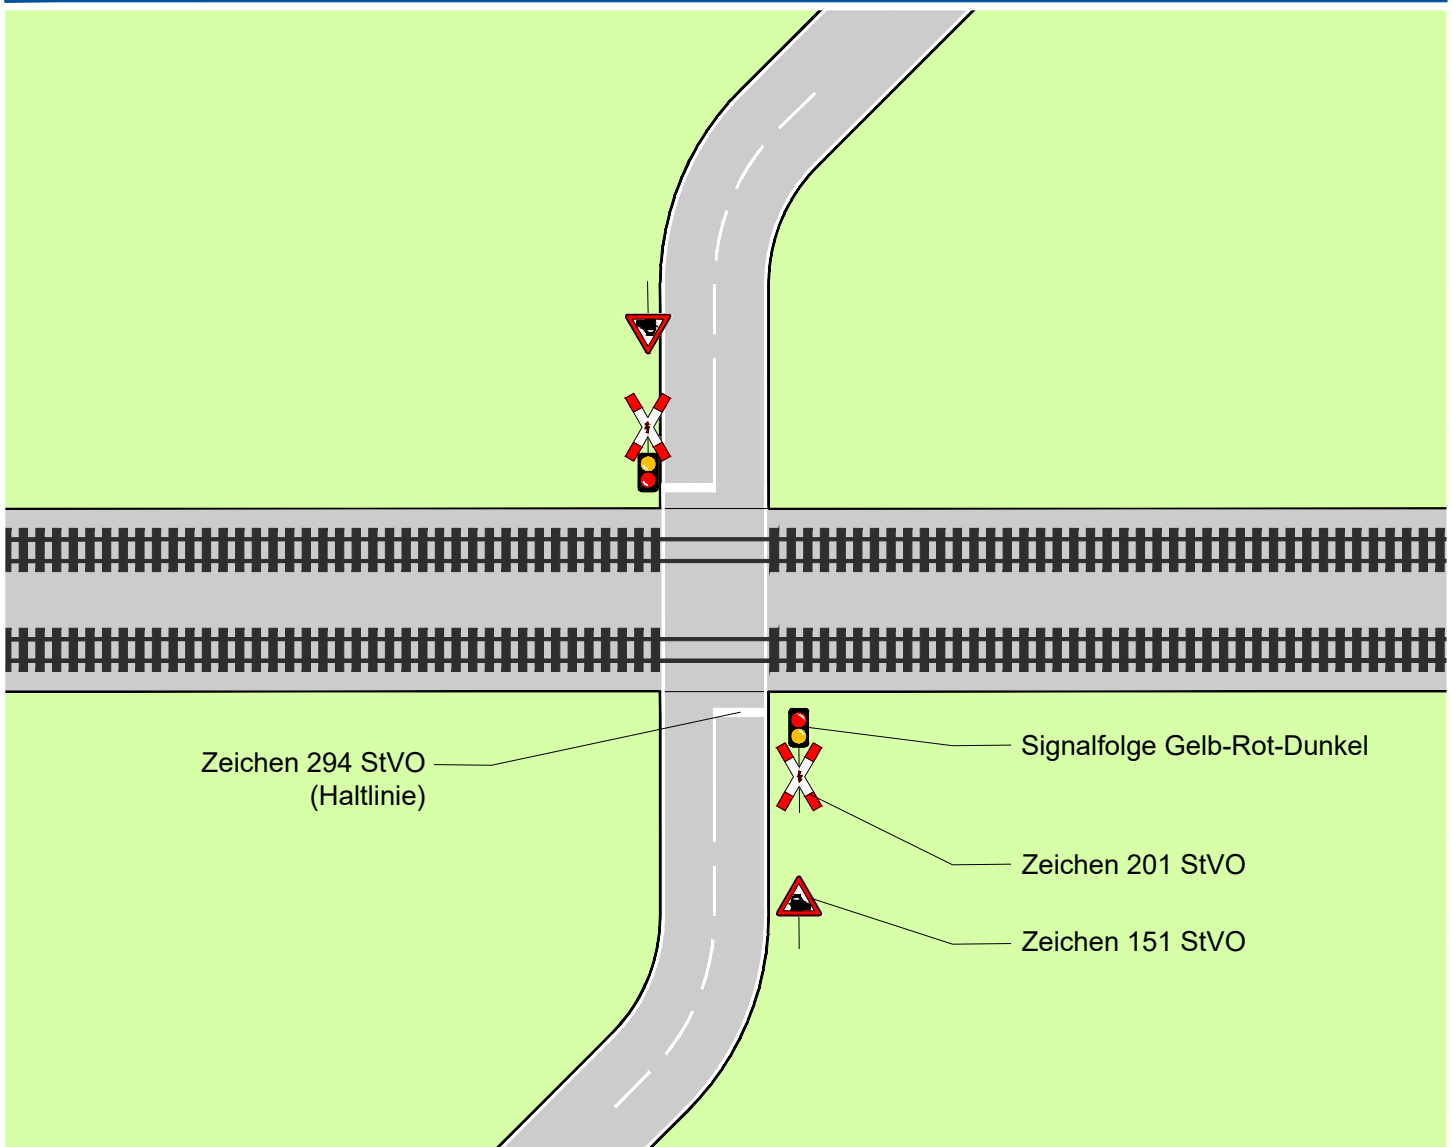 Zeichen 294 StVO
(Haltlinie)
Signalfolge Gelb-Rot-Dunkel
Zeichen 201 StVO
Zeichen 151 StVO